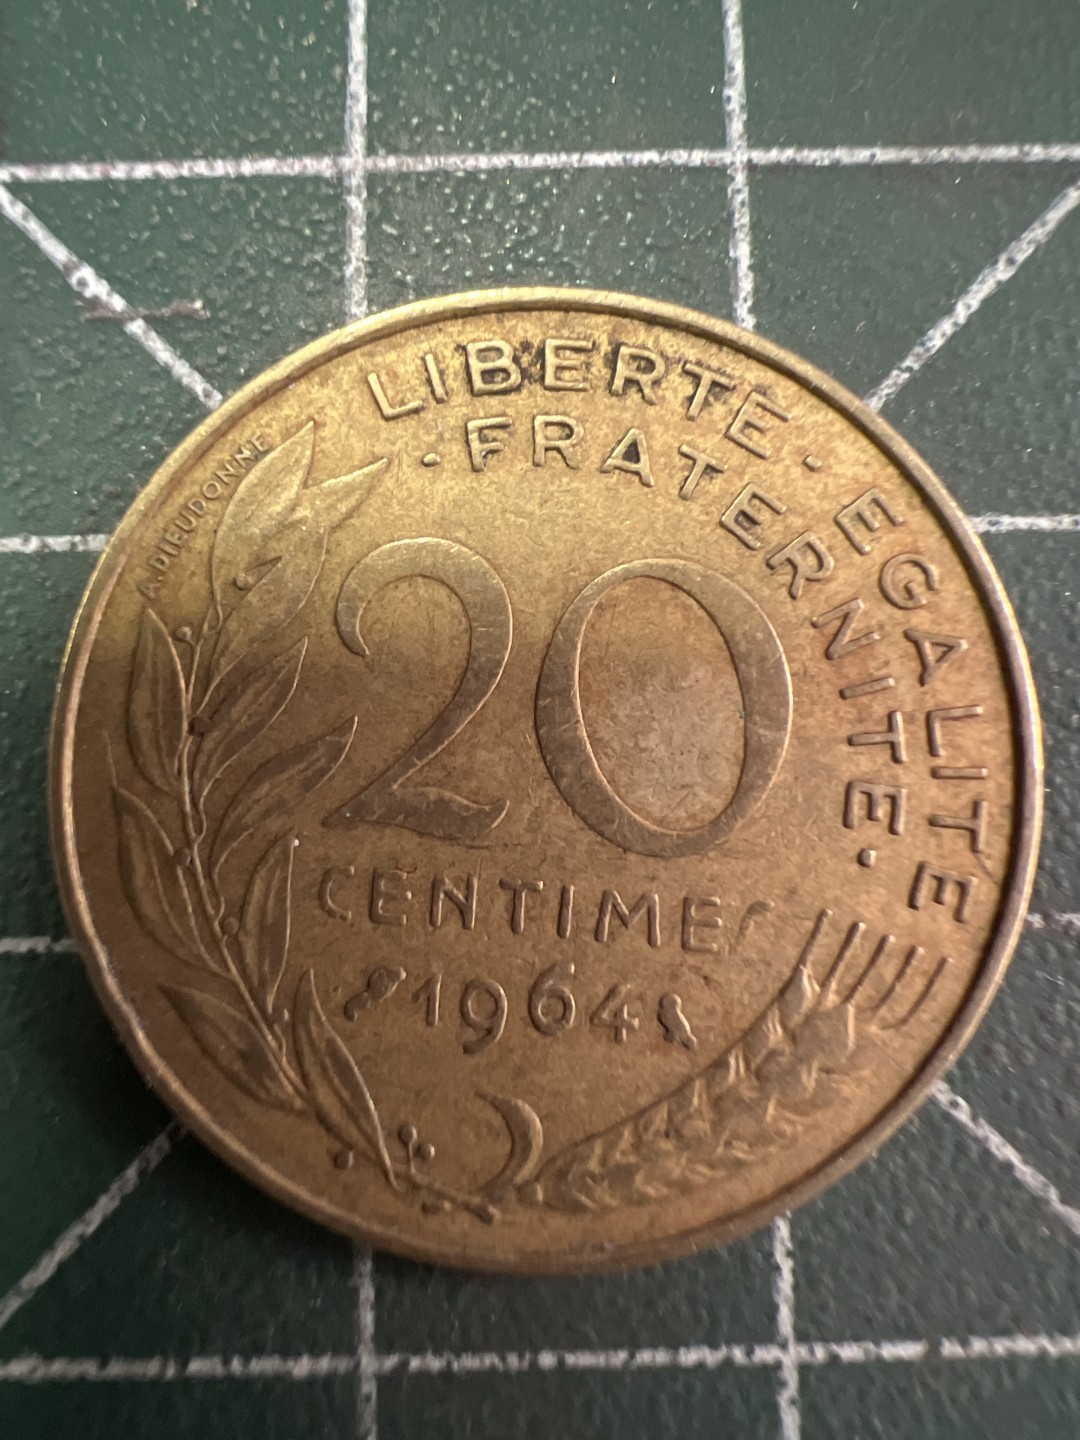 LIBERTE · EGALITE
· FRATERNITE ·
A.DIEUDONNE
20
CENTIMES
1964